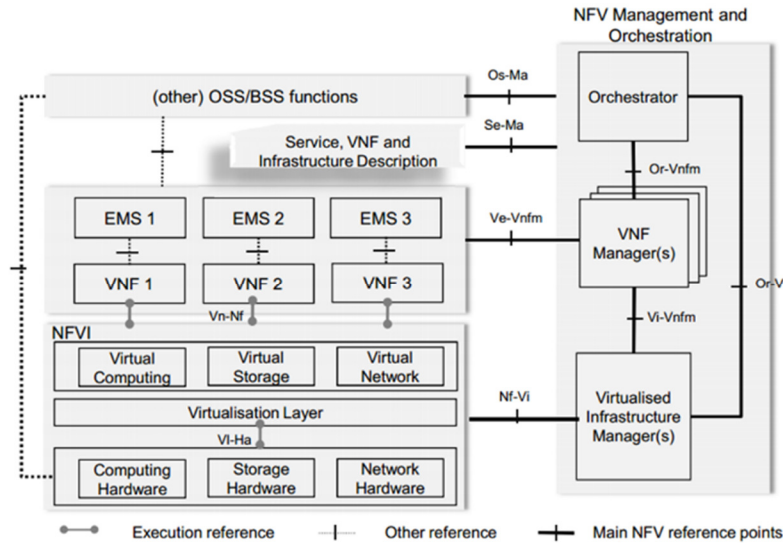 NFV Management and
Orchestration
Os-Ma
(other) OSS/BSS functions
Orchestrator
Se-Ma
Service, VNF and
Infrastructure Description
Or-Vnfm
EMS 1
EMS 2
EMS 3
Ve-Vnfm
VNF
Manager(s)
VNF 1
VNF 2
VNF 3
Or-V
Vn-Nf
Vi-Vnfm
NFVI
Virtual
Computing
Virtual
Storage
Virtual
Network
Nf-Vi
Virtualised
Infrastructure
Manager(s)
Virtualisation Layer
VI-Ha
Computing
Hardware
Storage
Hardware
Network
Hardware
Execution reference
Other reference
Main NFV reference points